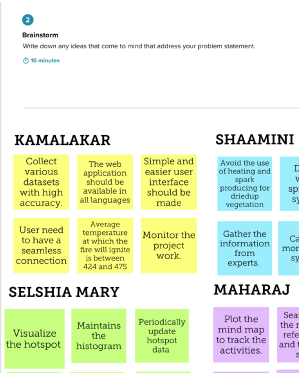 2
Brainstorm
Write down any ideas that come to mind that address your problem statement.
10 minutes
KAMALAKAR
Collect
various
datasets
with high
accuracy.
The web
application
should be
available in
all languages
Simple and
easier user
interface
should be
made
User need
to have a
seamless
connection
Average
temperature
at which the
fire will ignite
is between
424 and 475
Monitor the
project
work.
SHAAMINI
Avoid the use
of heating and
spark
producing for
driedup
vegetation
Gather the
information
from
experts.
SELSHIA MARY
Visualize
the hotspot
Maintains
the
histogram
Periodically
update
hotspot
data
MAHARAJ
Plot the
mind map
to track the
activities.